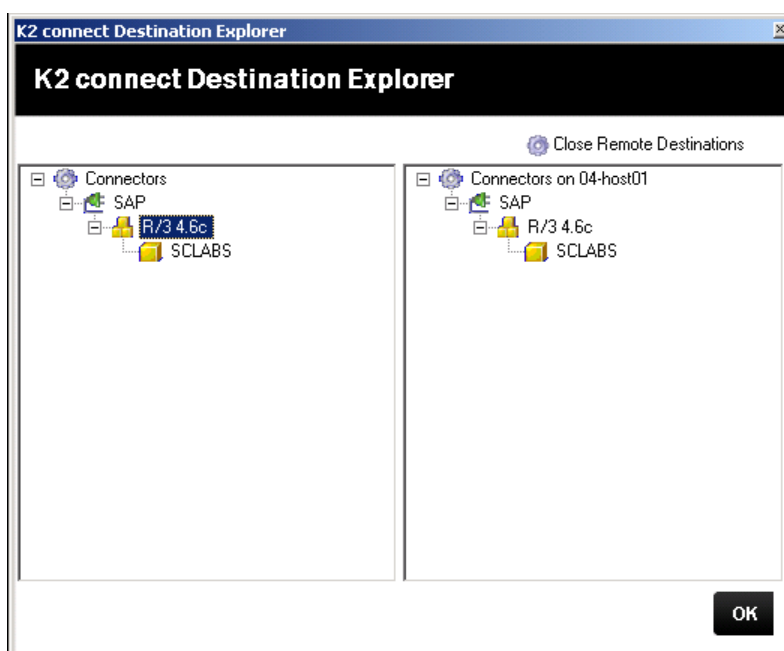 K2 connect Destination Explorer
K2 connect Destination Explorer
Close Remote Destinations
Connectors
SAP
R/3 4.6c
SCLABS
Connectors on 04-host01
SAP
R/3 4.6c
SCLABS
OK